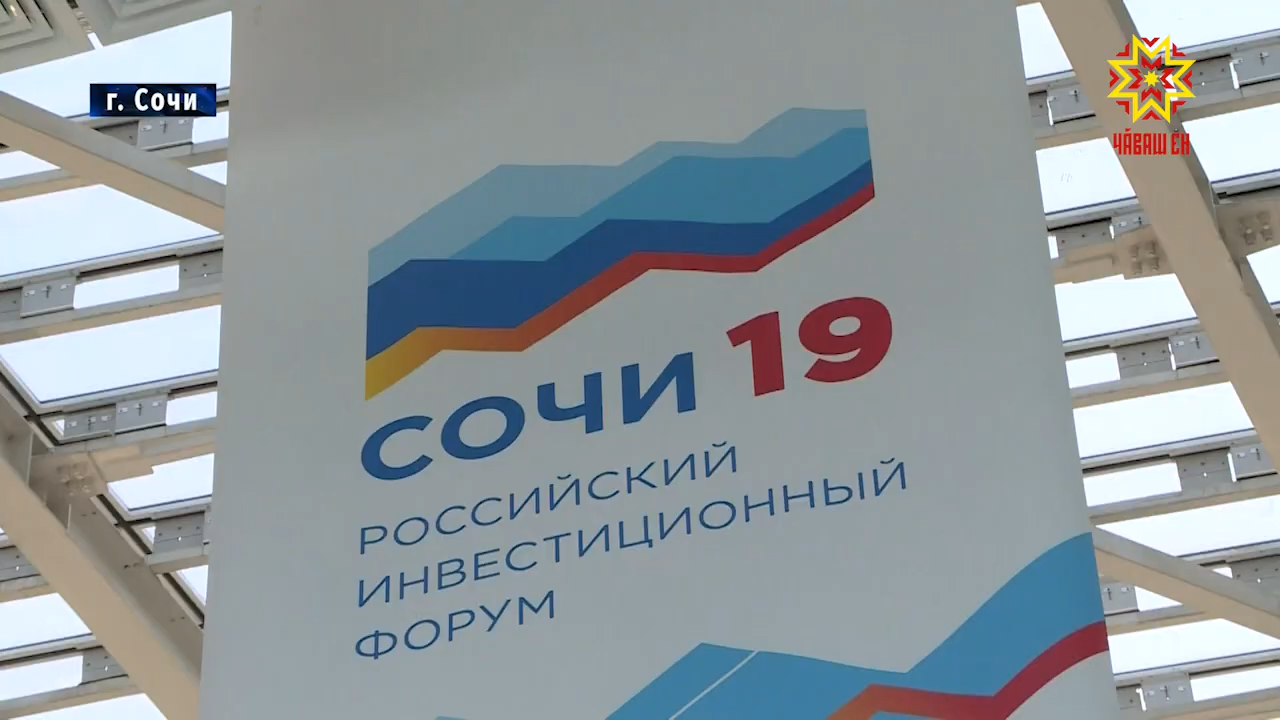 г. Сочи
ЧӐВАШ ЕН
СОЧИ 19
РОССИЙСКИЙ
ИНВЕСТИЦИОННЫЙ
ФОРУМ